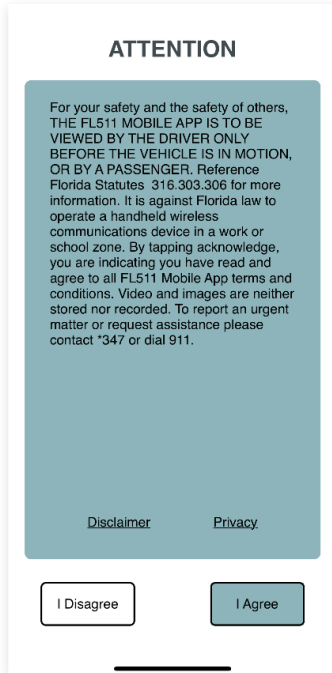 ATTENTION
For your safety and the safety of others,
THE FL511 MOBILE APP IS TO BE
VIEWED BY THE DRIVER ONLY
BEFORE THE VEHICLE IS IN MOTION,
OR BY A PASSENGER. Reference
Florida Statutes  316.303.306 for more
information. It is against Florida law to
operate a handheld wireless
communications device in a work or
school zone. By tapping acknowledge,
you are indicating you have read and
agree to all FL511 Mobile App terms and
conditions. Video and images are neither
stored nor recorded. To report an urgent
matter or request assistance please
contact *347 or dial 911.
Disclaimer Privacy
I Disagree I Agree